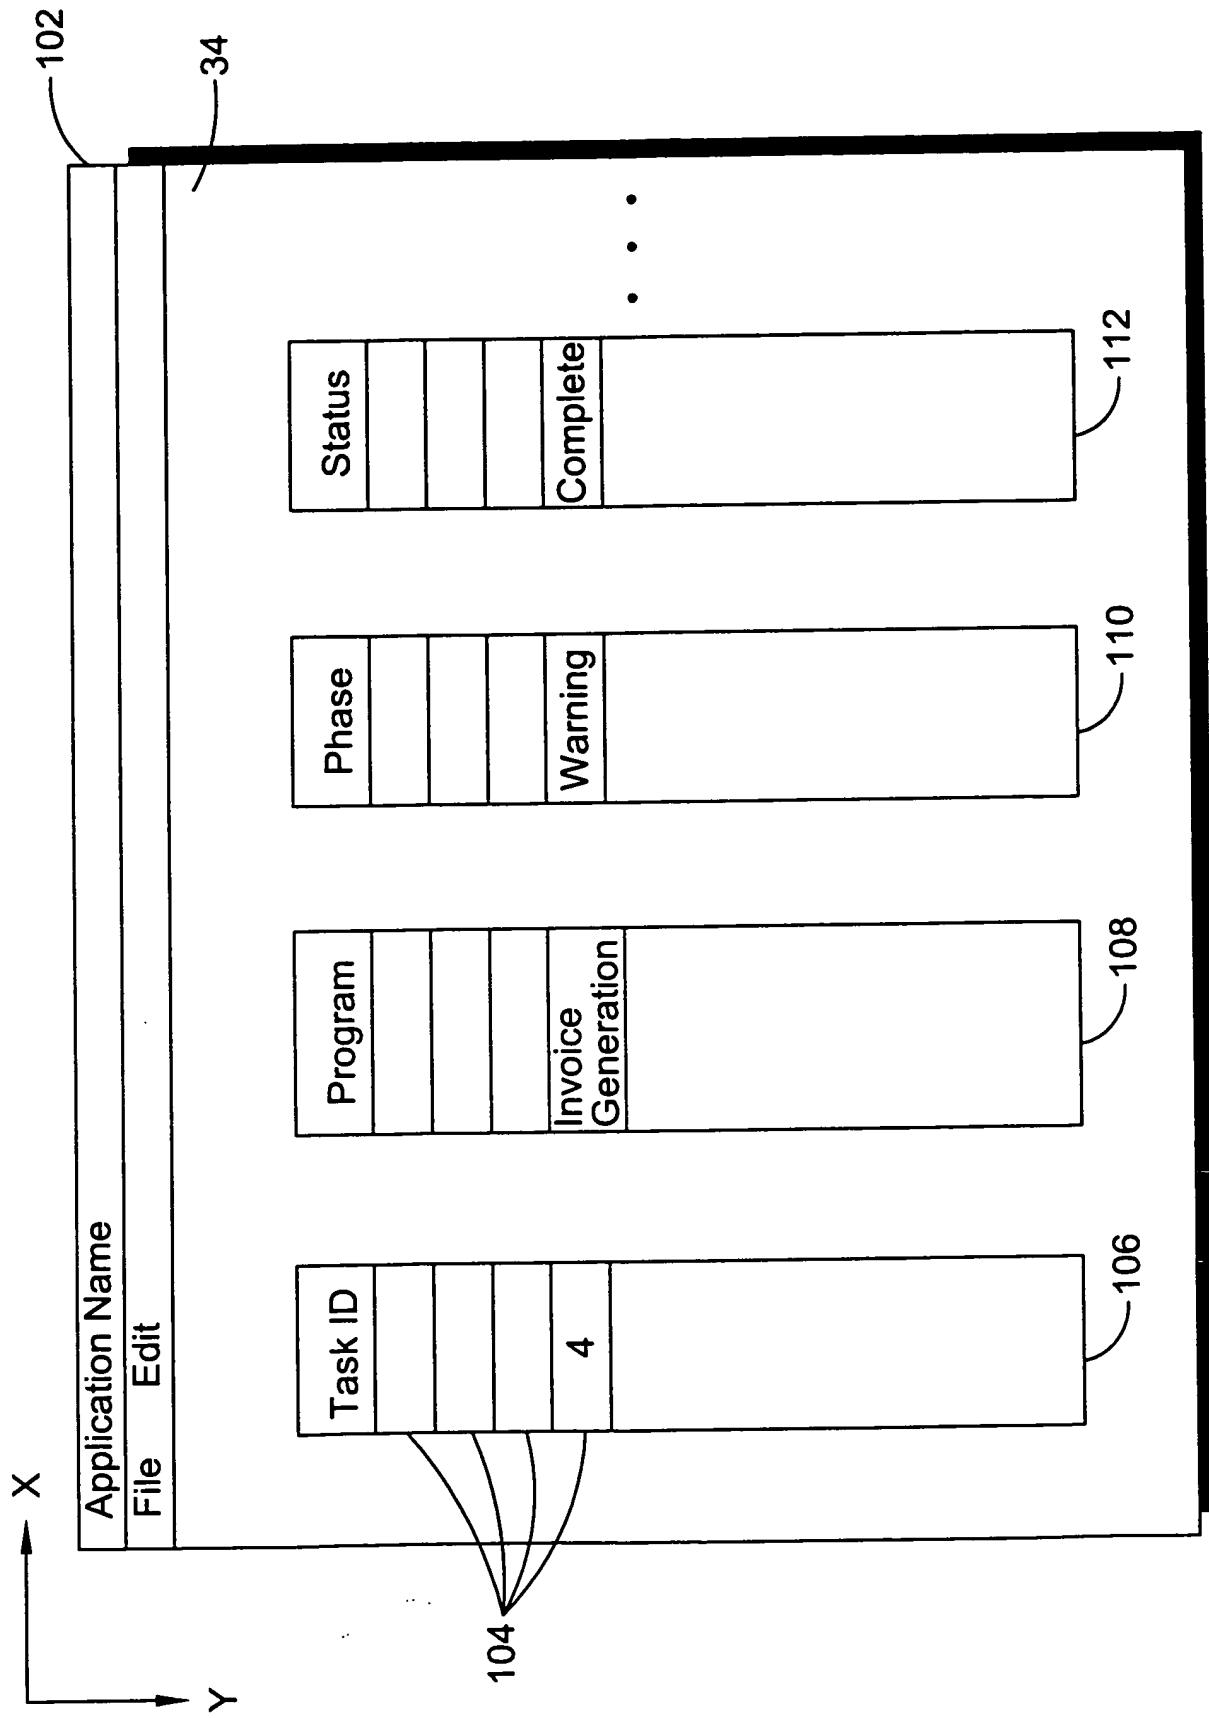 X
Y
102
Application Name
File Edit
34
Task ID
Program
Phase
Status
4
Invoice
Generation
Warning
Complete
104
106
108
110
112